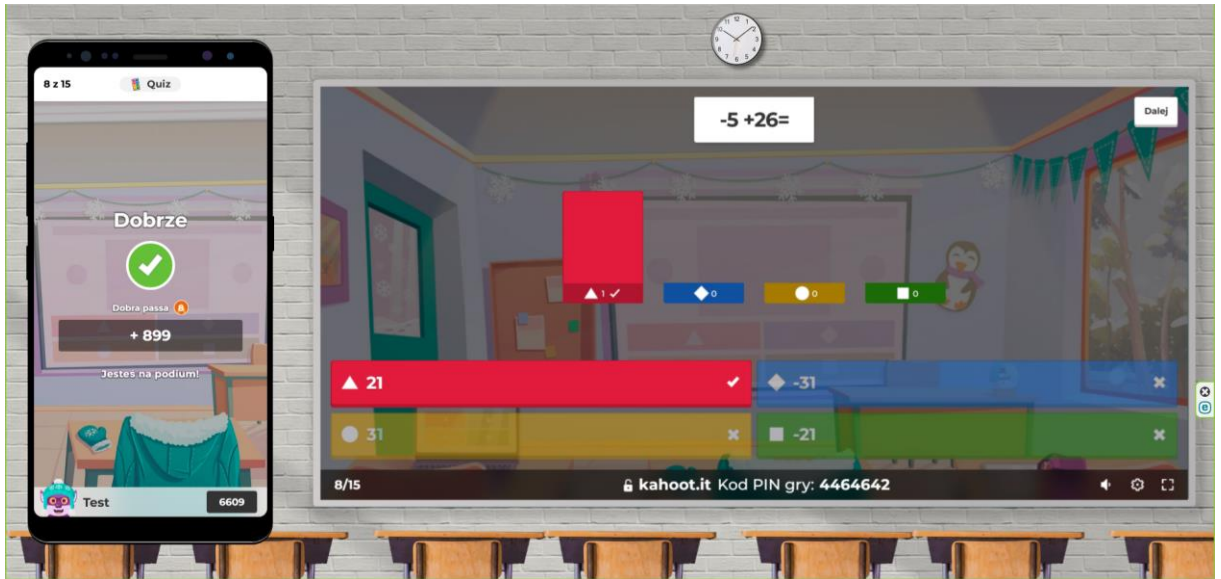 8 z 15
Quiz
Dobrze
Dobra passa
+ 899
Jesteś na podium!
Test
6609
-5 +26=
Dalej
1
0
0
0
21
-31
31
-21
8/15
kahoot.it Kod PIN gry: 4464642